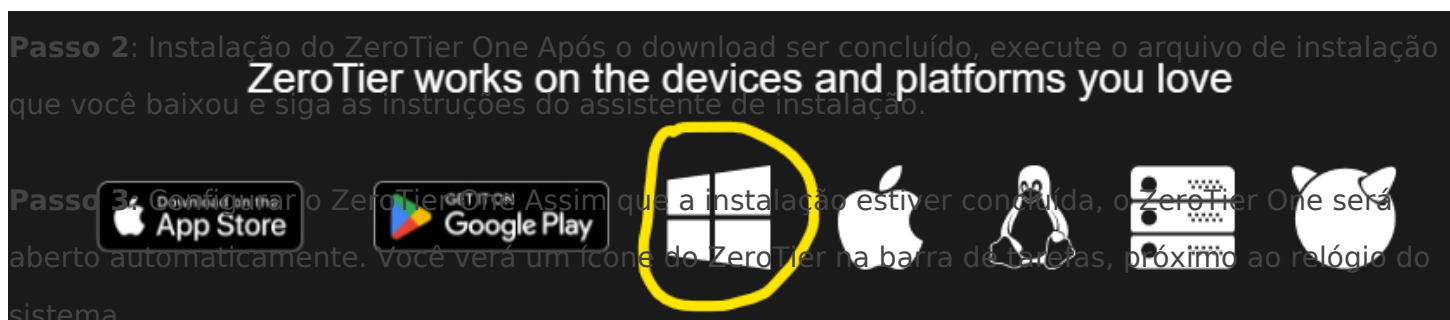 Passo 2: Instalação do ZeroTier One Após o download ser concluído, execute o arquivo de instalação
ZeroTier works on the devices and platforms you love
que você baixou e siga as instruções do assistente de instalação.
Passo 3: Configurar o ZeroTier One Assim que a instalação estiver concluída, o ZeroTier One será
Download on the
App Store
GET IT ON
Google Play
aberto automaticamente. Você verá um ícone do ZeroTier na barra de tarefas, próximo ao relógio do
sistema